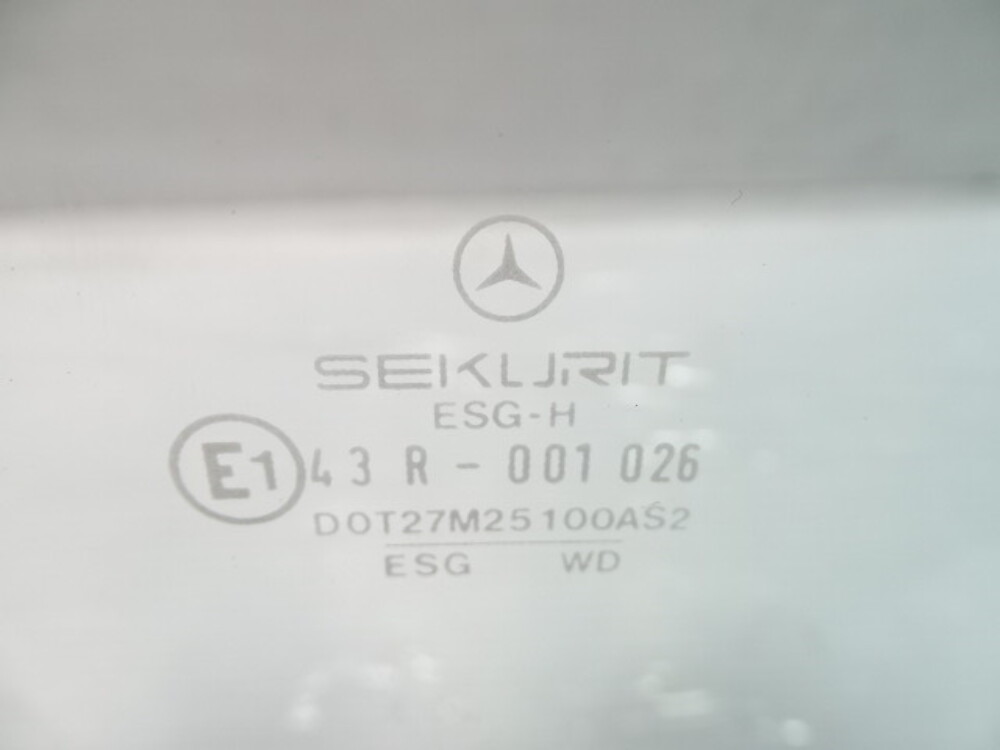 SEKURIT
ESG-H
E1 43 R - 001 026
DOT27M25100AS2
ESG WD